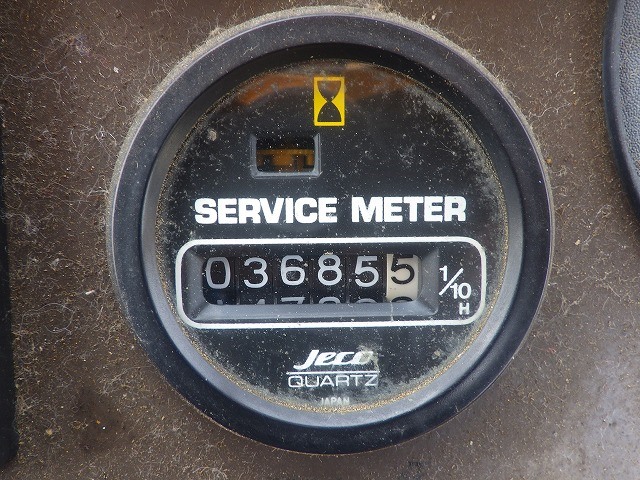 SERVICE METER
036855 1/10 H
Jeco
QUARTZ
JAPAN